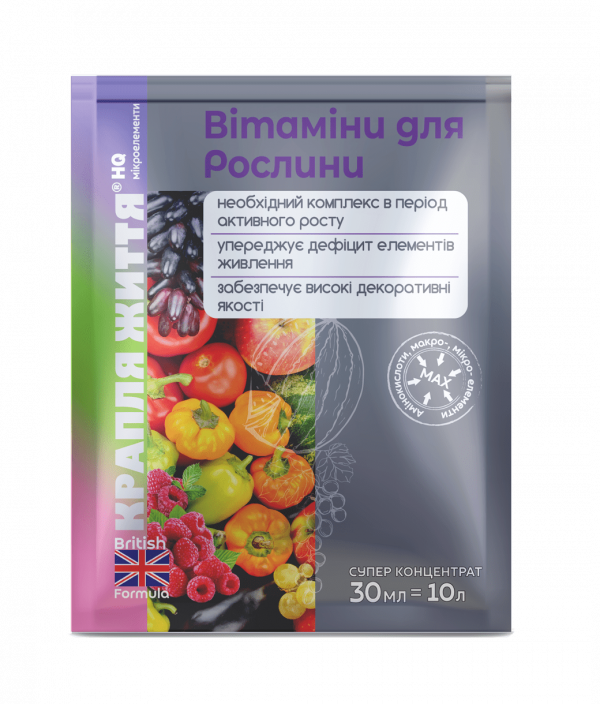 Вітаміни для
Рослини
необхідний комплекс в період
активного росту
упереджує дефіцит елементів
живлення
забезпечує високі декоративні
якості
КРАПЛЯ ЖИТТЯ® HQ
мікроелементи
Амінокислоти, макро-, мікро- елементи
MAX
British
Formula
СУПЕР КОНЦЕНТРАТ
30мл = 10л